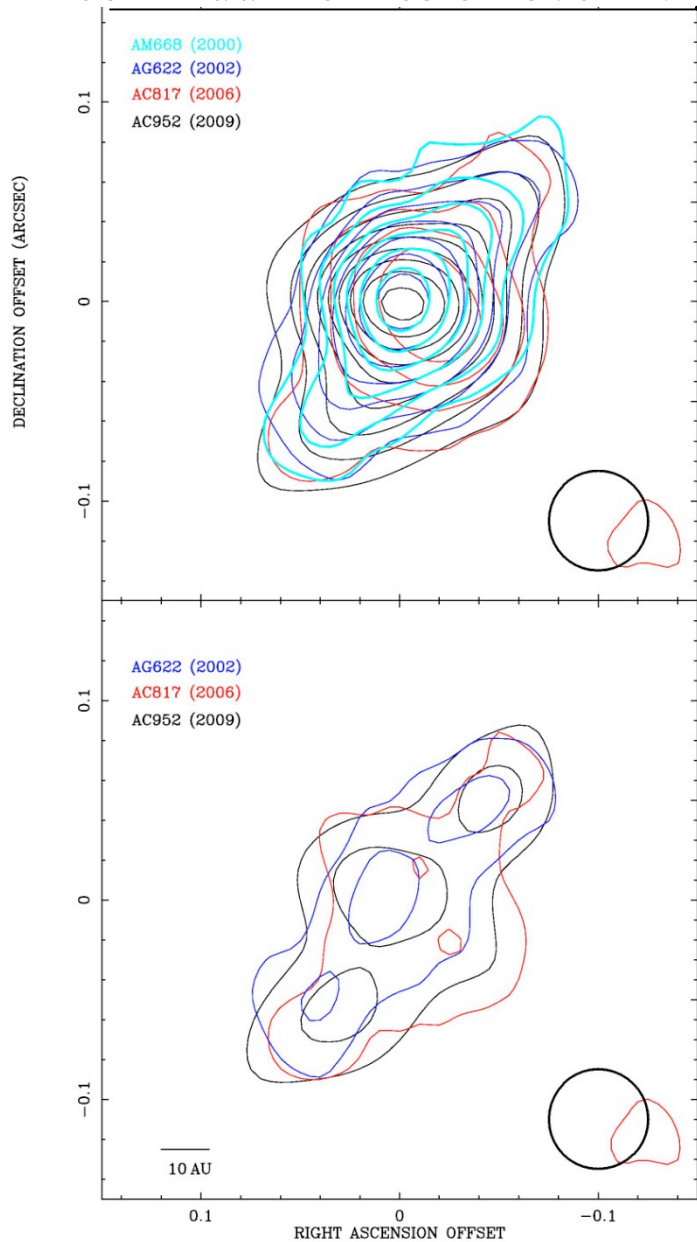 AM668 (2000)
AG622 (2002)
AC817 (2006)
AC952 (2009)
DECLINATION OFFSET (ARCSEC)
0.1
0
−0.1
AG622 (2002)
AC817 (2006)
AC952 (2009)
0.1
0
−0.1
10 AU
0.1
0
−0.1
RIGHT ASCENSION OFFSET